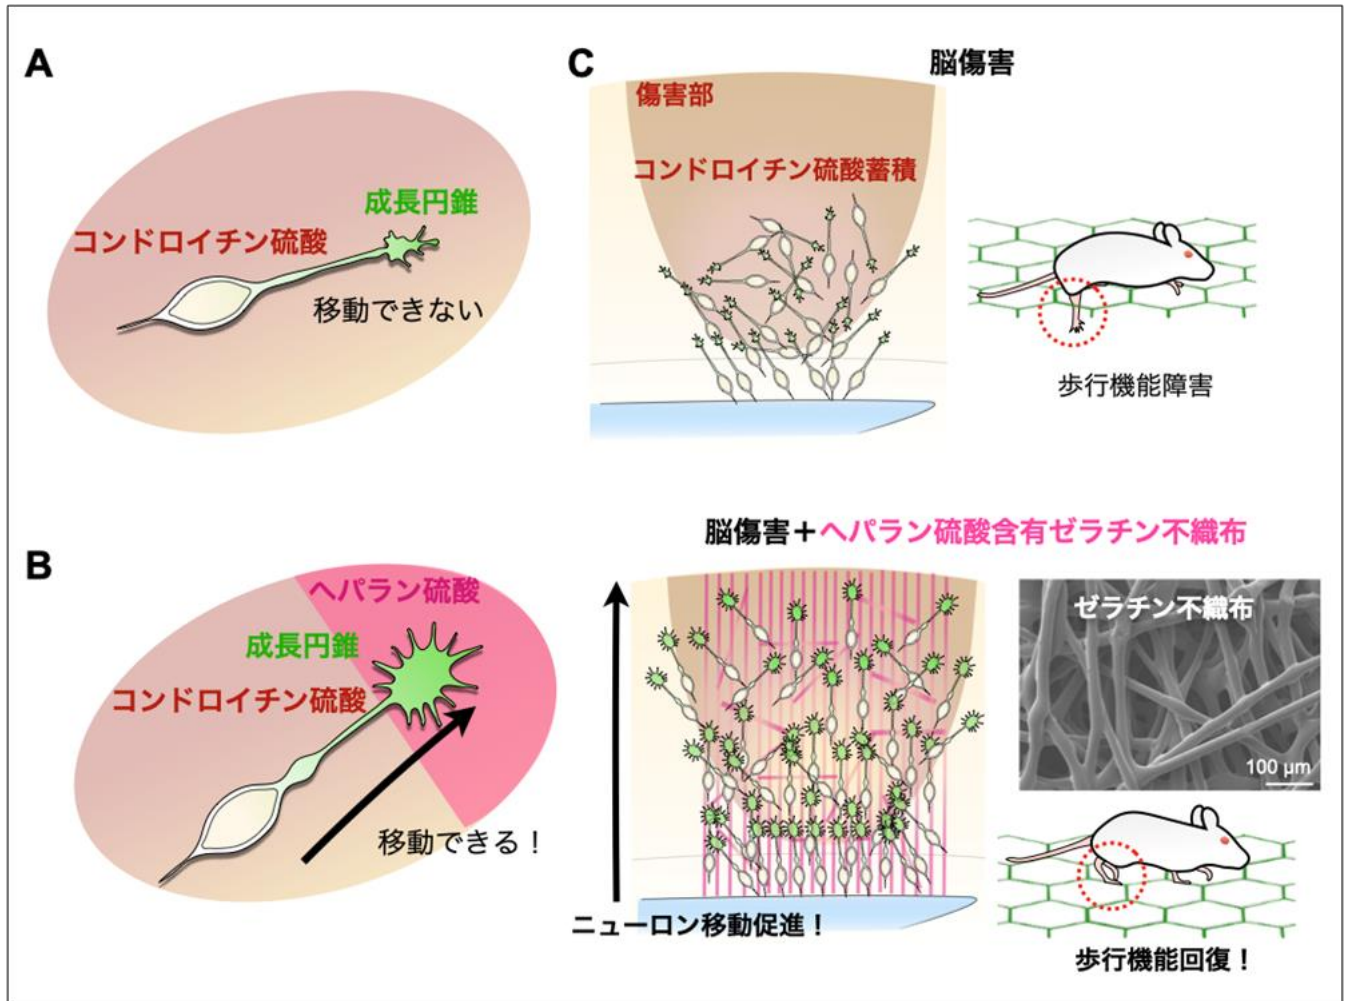 A
成長円錐
コンドロイチン硫酸
移動できない
B
ヘパラン硫酸
成長円錐
コンドロイチン硫酸
移動できる！
C
脳傷害
傷害部
コンドロイチン硫酸蓄積
歩行機能障害
脳傷害＋ヘパラン硫酸含有ゼラチン不織布
ゼラチン不織布
100 µm
ニューロン移動促進！
歩行機能回復！